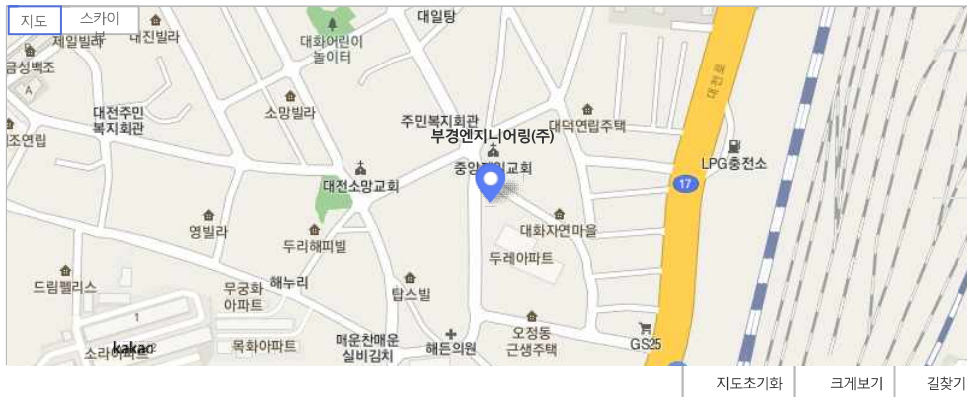 지도
스카이
뷰
제일빌라
대진빌라
대일탕
대화어린이
놀이터
금성백조
A
대전주민
복지회관
소망빌라
주민복지회관
부경엔지니어링(주)
대덕연립주택
대전로
조연립
LPG충전소
대전소망교회
17
영빌라
두리해피빌
대화자연마을
두레아파트
드림펠리스
무궁화
아파트
해누리
탑스빌
1
소라아파트
kakao
목화아파트
매운찬매운
실비김치
해든의원
오정동
근생주택
GS25
지도초기화
크게보기
길찾기